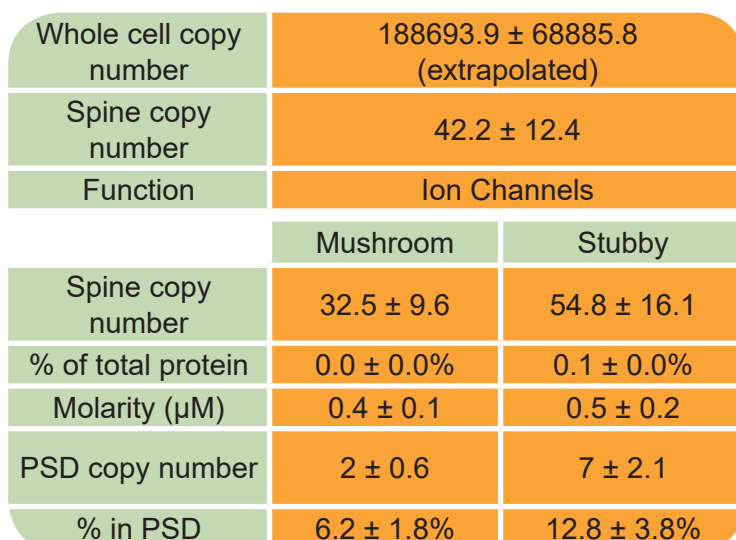 Whole cell copy
number
188693.9 ± 68885.8
(extrapolated)
Spine copy
number
42.2 ± 12.4
Function
Ion Channels
Mushroom
Stubby
Spine copy
number
32.5 ± 9.6
54.8 ± 16.1
% of total protein
0.0 ± 0.0%
0.1 ± 0.0%
Molarity (µM)
0.4 ± 0.1
0.5 ± 0.2
PSD copy number
2 ± 0.6
7 ± 2.1
% in PSD
6.2 ± 1.8%
12.8 ± 3.8%